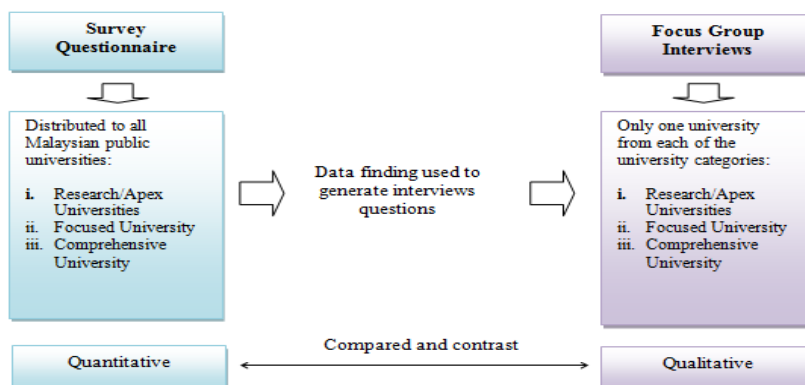 Survey
Questionnaire
Distributed to all
Malaysian public
universities:
i. Research/Apex
Universities
ii. Focused University
iii. Comprehensive
University
Quantitative
Data finding used to
generate interviews
questions
Compared and contrast
Focus Group
Interviews
Only one university
from each of the
university categories:
i. Research/Apex
Universities
ii. Focused University
iii. Comprehensive
University
Qualitative